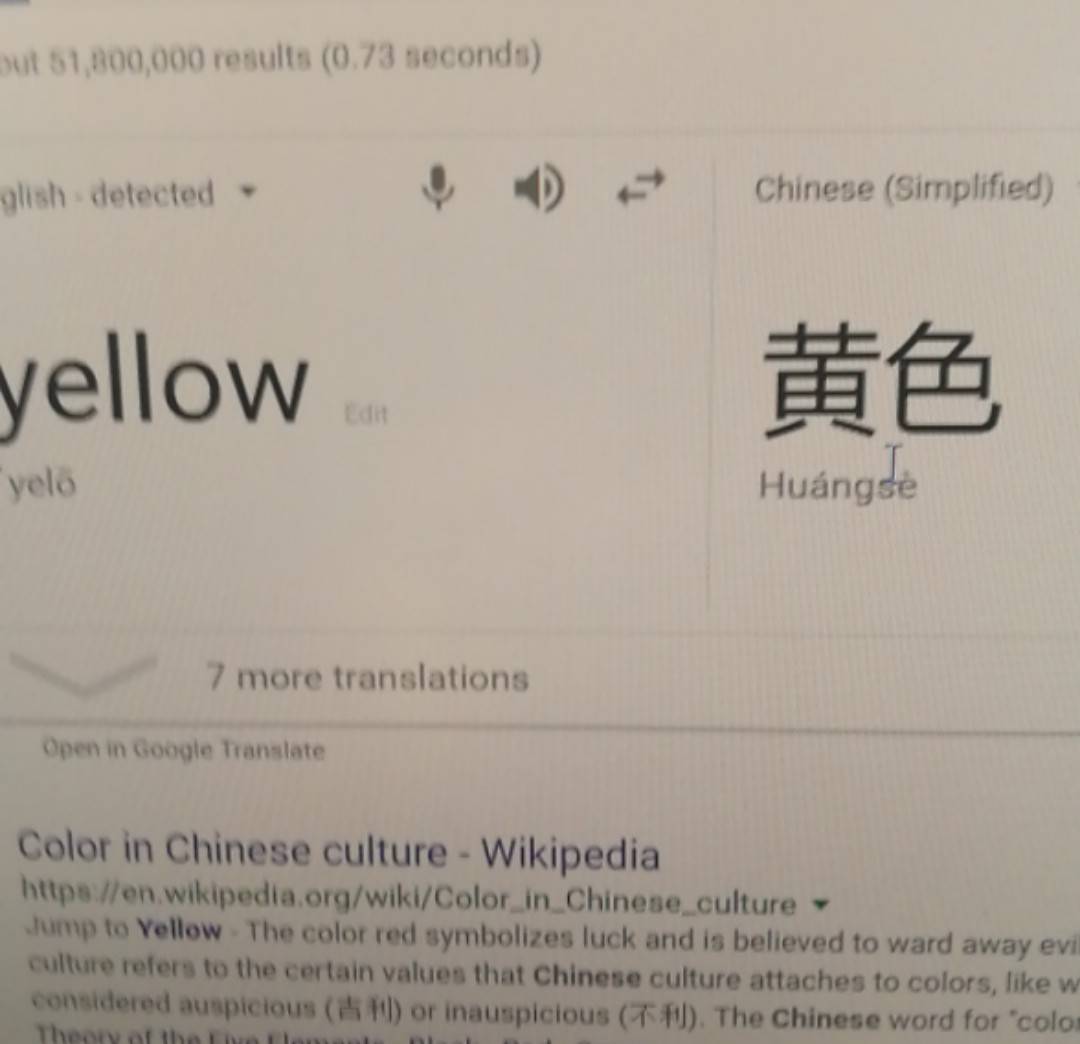 out 51,800,000 results (0.73 seconds)
glish - detected
Chinese (Simplified)
yellow Edit
黄色
ˈyelō
Huángsè
7 more translations
Open in Google Translate
Color in Chinese culture - Wikipedia
https://en.wikipedia.org/wiki/Color_in_Chinese_culture
Jump to Yellow - The color red symbolizes luck and is believed to ward away evi
culture refers to the certain values that Chinese culture attaches to colors, like w
considered auspicious (吉利) or inauspicious (不利). The Chinese word for "color
Theory of the Five Elements